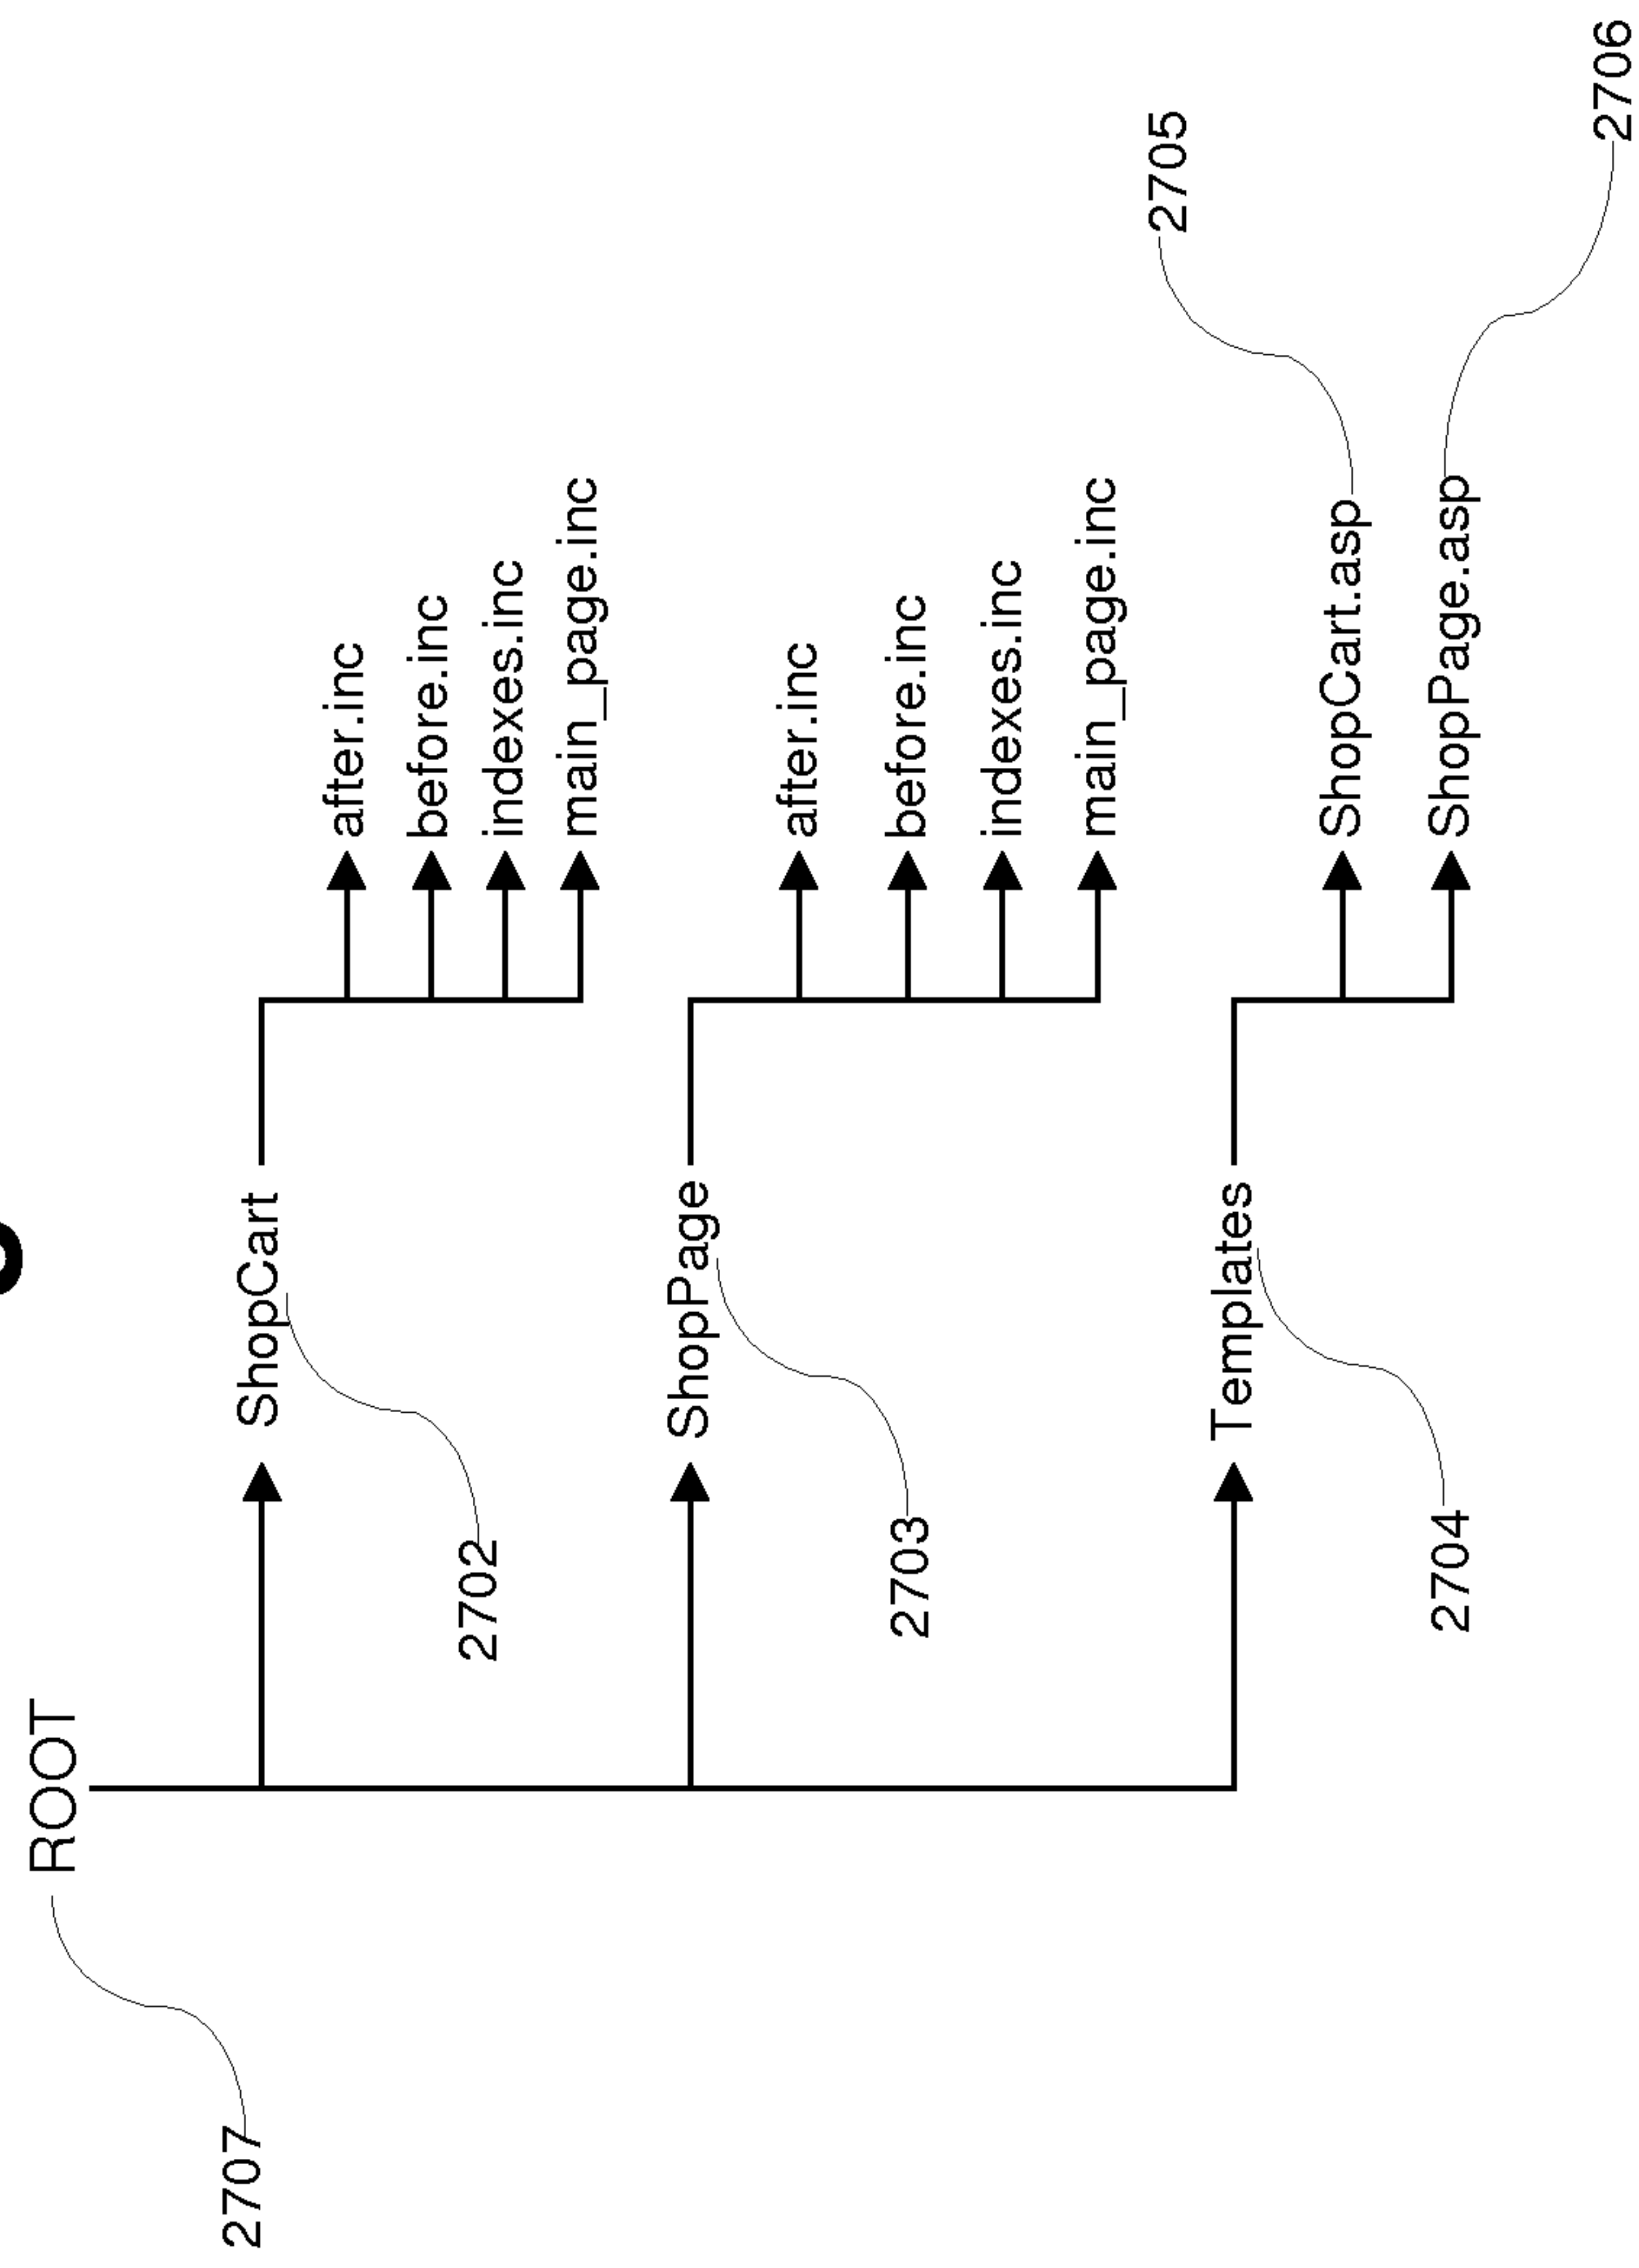 ROOT
2707
ShopCart
2702
after.inc
before.inc
indexes.inc
main_page.inc
ShopPage
2703
after.inc
before.inc
indexes.inc
main_page.inc
Templates
2704
ShopCart.asp
2705
ShopPage.asp
2706